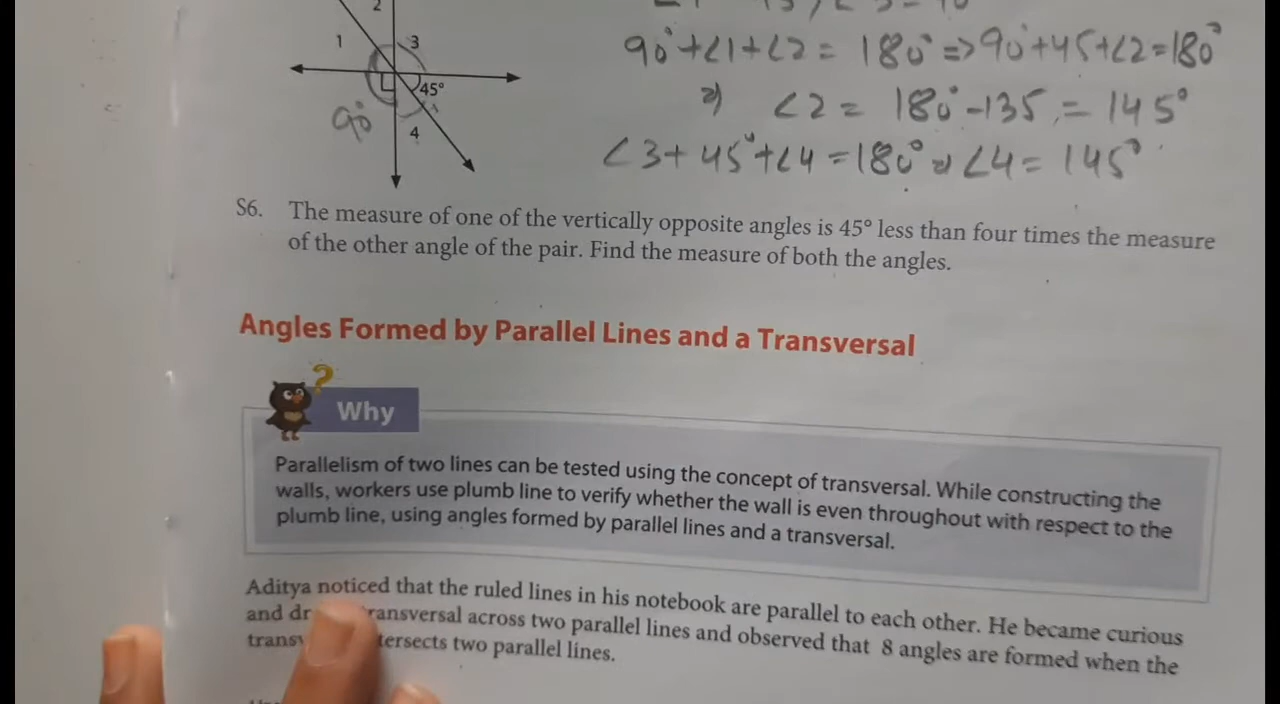 2
1
3
45°
90°
4
90°+∠1+∠2 = 180° => 90°+45+∠2=180°
∠2 = 180°-135 = 145°
∠3 + 45°+∠4 =180° ∠4 = 145°
S6. The measure of one of the vertically opposite angles is 45° less than four times the measure
of the other angle of the pair. Find the measure of both the angles.
Angles Formed by Parallel Lines and a Transversal
?
Why
Parallelism of two lines can be tested using the concept of transversal. While constructing the
walls, workers use plumb line to verify whether the wall is even throughout with respect to the
plumb line, using angles formed by parallel lines and a transversal.
Aditya noticed that the ruled lines in his notebook are parallel to each other. He became curious
and transversal across two parallel lines and observed that 8 angles are formed when the
two parallel lines.